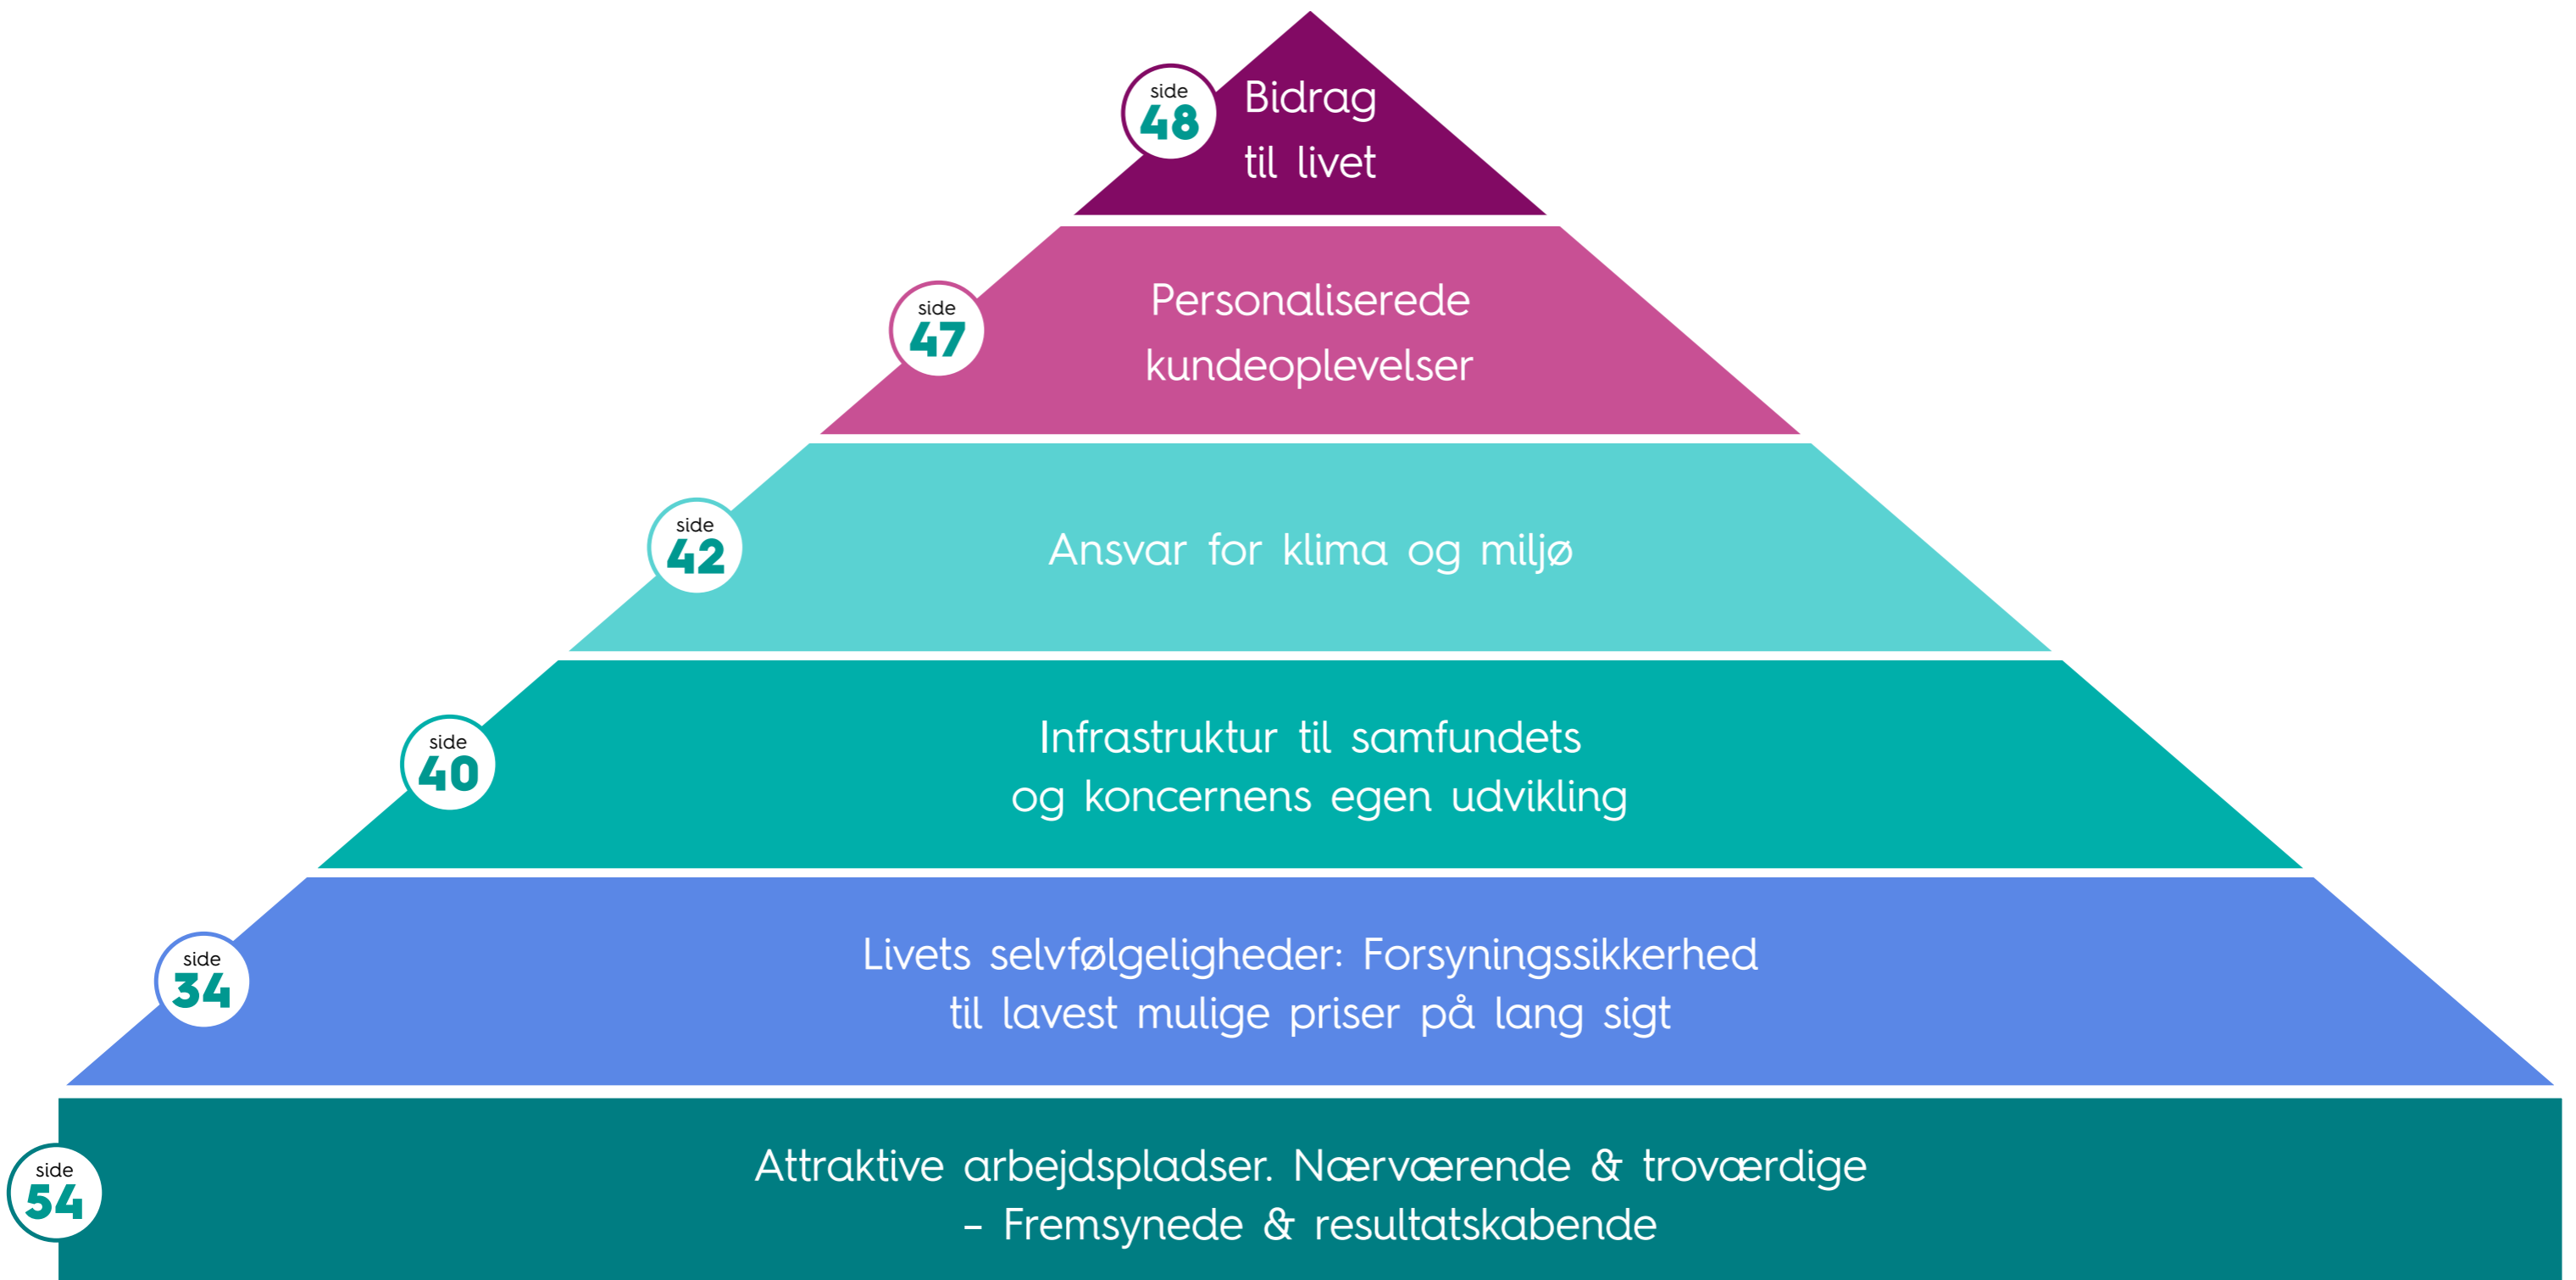 side
48
Bidrag
til livet
side
47
Personaliserede
kundeoplevelser
side
42
Ansvar for klima og miljø
side
40
Infrastruktur til samfundets
og koncernens egen udvikling
side
34
Livets selvfølgeligheder: Forsyningssikkerhed
til lavest mulige priser på lang sigt
side
54
Attraktive arbejdspladser. Nærværende & troværdige
– Fremsynede & resultatskabende